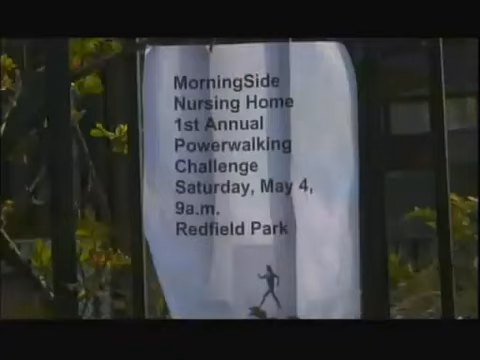 MorningSide
Nursing Home
1st Annual
Powerwalking
Challenge
Saturday, May 4,
9a.m.
Redfield Park